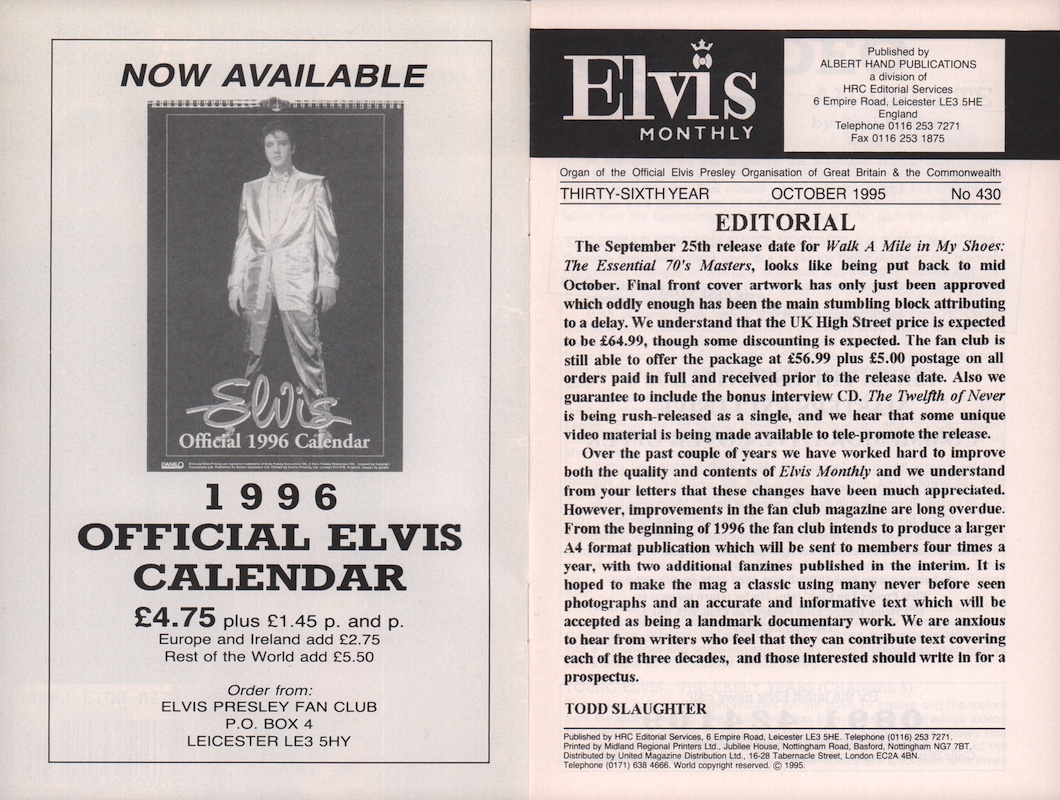 NOW AVAILABLE
Elvis
Official 1996 Calendar
DANILO
1 9 9 6
OFFICIAL ELVIS
CALENDAR
£4.75 plus £1.45 p. and p.
Europe and Ireland add £2.75
Rest of the World add £5.50
Order from:
ELVIS PRESLEY FAN CLUB
P.O. BOX 4
LEICESTER LE3 5HY
Elvis
MONTHLY
Published by
ALBERT HAND PUBLICATIONS
a division of
HRC Editorial Services
6 Empire Road, Leicester LE3 5HE
England
Telephone 0116 253 7271
Fax 0116 253 1875
Organ of the Official Elvis Presley Organisation of Great Britain & the Commonwealth
THIRTY-SIXTH YEAR OCTOBER 1995 No 430
EDITORIAL
The September 25th release date for Walk A Mile in My Shoes:
The Essential 70's Masters, looks like being put back to mid
October. Final front cover artwork has only just been approved
which oddly enough has been the main stumbling block attributing
to a delay. We understand that the UK High Street price is expected
to be £64.99, though some discounting is expected. The fan club is
still able to offer the package at £56.99 plus £5.00 postage on all
orders paid in full and received prior to the release date. Also we
guarantee to include the bonus interview CD. The Twelfth of Never
is being rush-released as a single, and we hear that some unique
video material is being made available to tele-promote the release.
Over the past couple of years we have worked hard to improve
both the quality and contents of Elvis Monthly and we understand
from your letters that these changes have been much appreciated.
However, improvements in the fan club magazine are long overdue.
From the beginning of 1996 the fan club intends to produce a larger
A4 format publication which will be sent to members four times a
year, with two additional fanzines published in the interim. It is
hoped to make the mag a classic using many never before seen
photographs and an accurate and informative text which will be
accepted as being a landmark documentary work. We are anxious
to hear from writers who feel that they can contribute text covering
each of the three decades, and those interested should write in for a
prospectus.
TODD SLAUGHTER
Published by HRC Editorial Services, 6 Empire Road, Leicester LE3 5HE. Telephone (0116) 253 7271.
Printed by Midland Regional Printers Ltd., Jubilee House, Nottingham Road, Basford, Nottingham NG7 7BT.
Distributed by United Magazine Distribution Ltd., 16-28 Tabernacle Street, London EC2A 4BN.
Telephone (0171) 638 4666. World copyright reserved. © 1995.